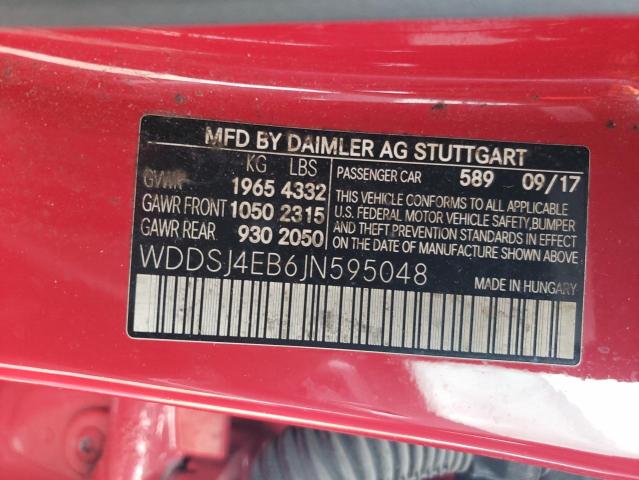 MFD BY DAIMLER AG STUTTGART
KG LBS
GVWR 1965 4332
GAWR FRONT 1050 2315
GAWR REAR 930 2050
PASSENGER CAR 589 09/17
THIS VEHICLE CONFORMS TO ALL APPLICABLE
U.S. FEDERAL MOTOR VEHICLE SAFETY, BUMPER
AND THEFT PREVENTION STANDARDS IN EFFECT
ON THE DATE OF MANUFACTURE SHOWN ABOVE
WDDSJ4EB6JN595048
MADE IN HUNGARY